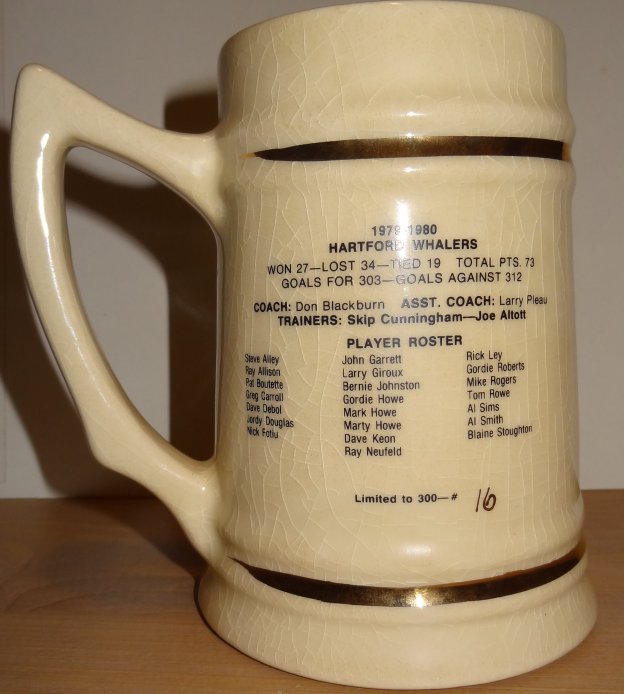 1979-1980
HARTFORD WHALERS
WON 27—LOST 34—TIED 19 TOTAL PTS. 73
GOALS FOR 303—GOALS AGAINST 312
COACH: Don Blackburn ASST. COACH: Larry Pleau
TRAINERS: Skip Cunningham—Joe Altott
PLAYER ROSTER
Steve Alley
Ray Allison
Pat Boutette
Greg Carroll
Dave Debol
Jordy Douglas
Nick Fotiu
John Garrett
Larry Giroux
Bernie Johnston
Gordie Howe
Mark Howe
Marty Howe
Dave Keon
Ray Neufeld
Rick Ley
Gordie Roberts
Mike Rogers
Tom Rowe
Al Sims
Al Smith
Blaine Stoughton
Limited to 300—# 16